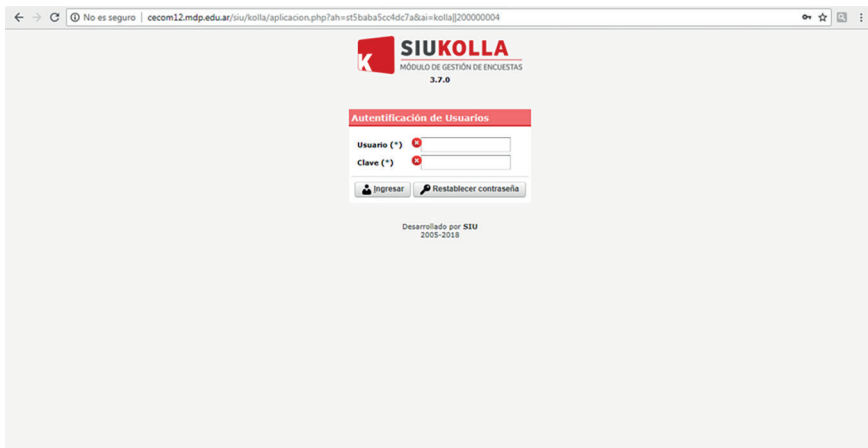 No es seguro | cecom12.mdp.edu.ar/siu/kolla/aplicacion.php?ah=st5baba5cc4dc7a&ai=kolla||200000004
K
SIUKOLLA
MÓDULO DE GESTIÓN DE ENCUESTAS
3.7.0
Autentificación de Usuarios
Usuario (*)
Clave (*)
Ingresar
Restablecer contraseña
Desarrollado por SIU
2005-2018